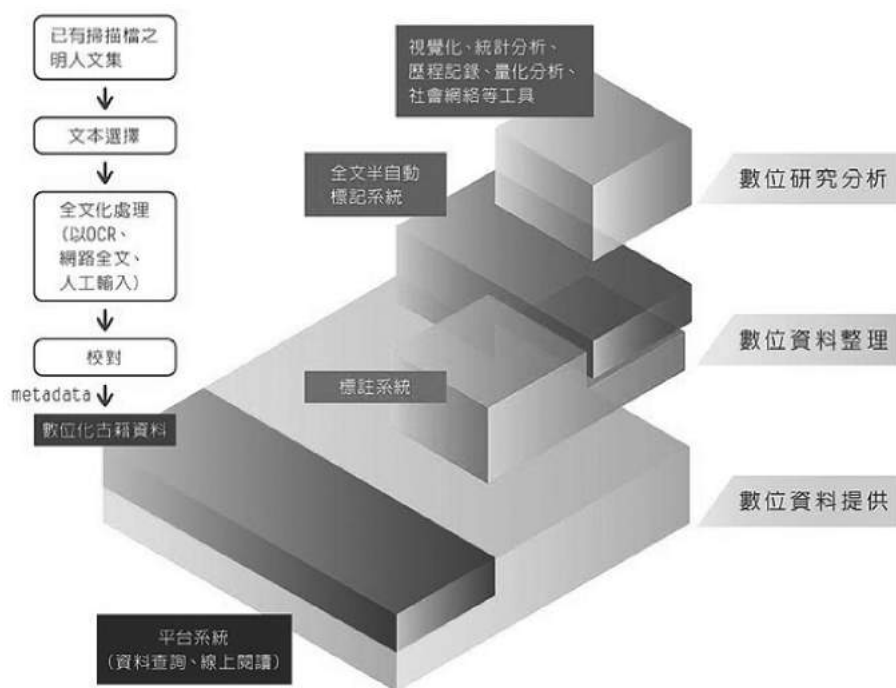 已有掃描檔之
明人文集
文本選擇
全文化處理
(以OCR、
網路全文、
人工輸入)
校對
metadata
數位化古籍資料
視覺化、統計分析、
歷程記錄、量化分析、
社會網絡等工具
全文半自動
標記系統
標註系統
平台系統
(資料查詢、線上閱讀)
數位研究分析
數位資料整理
數位資料提供